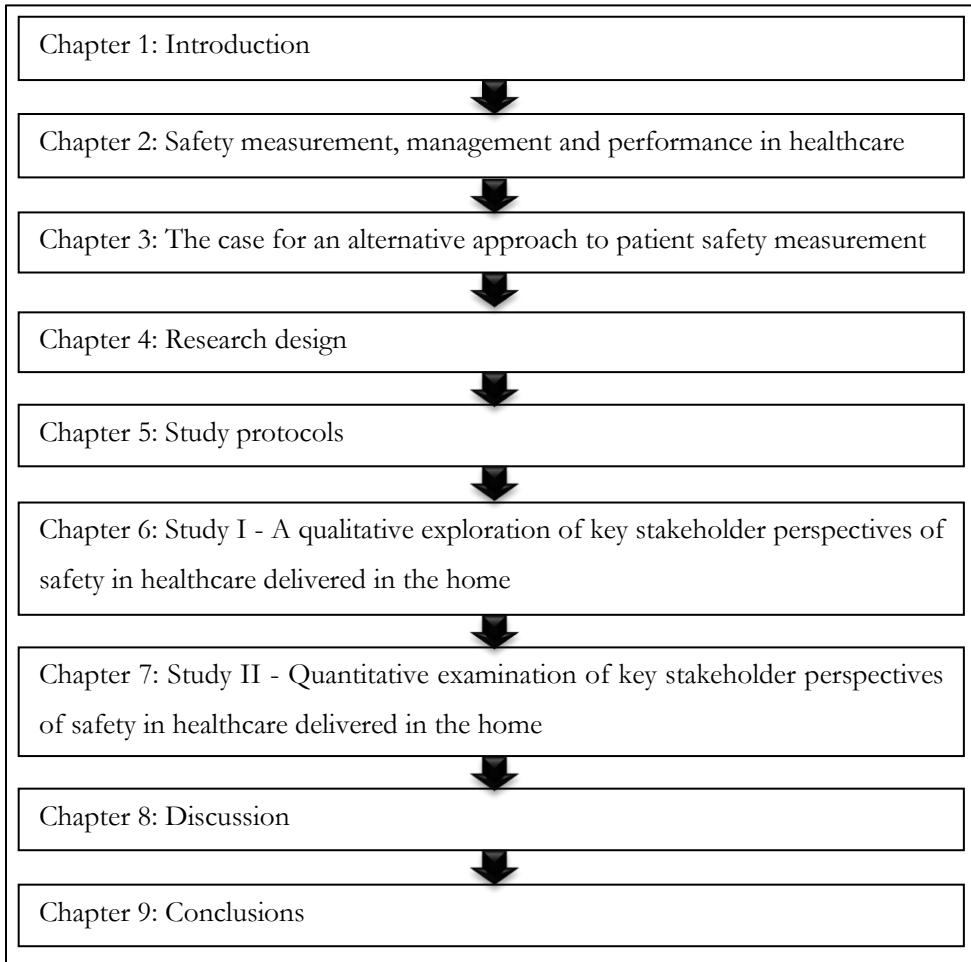 Chapter 1: Introduction
Chapter 2: Safety measurement, management and performance in healthcare
Chapter 3: The case for an alternative approach to patient safety measurement
Chapter 4: Research design
Chapter 5: Study protocols
Chapter 6: Study I - A qualitative exploration of key stakeholder perspectives of
safety in healthcare delivered in the home
Chapter 7: Study II - Quantitative examination of key stakeholder perspectives
of safety in healthcare delivered in the home
Chapter 8: Discussion
Chapter 9: Conclusions